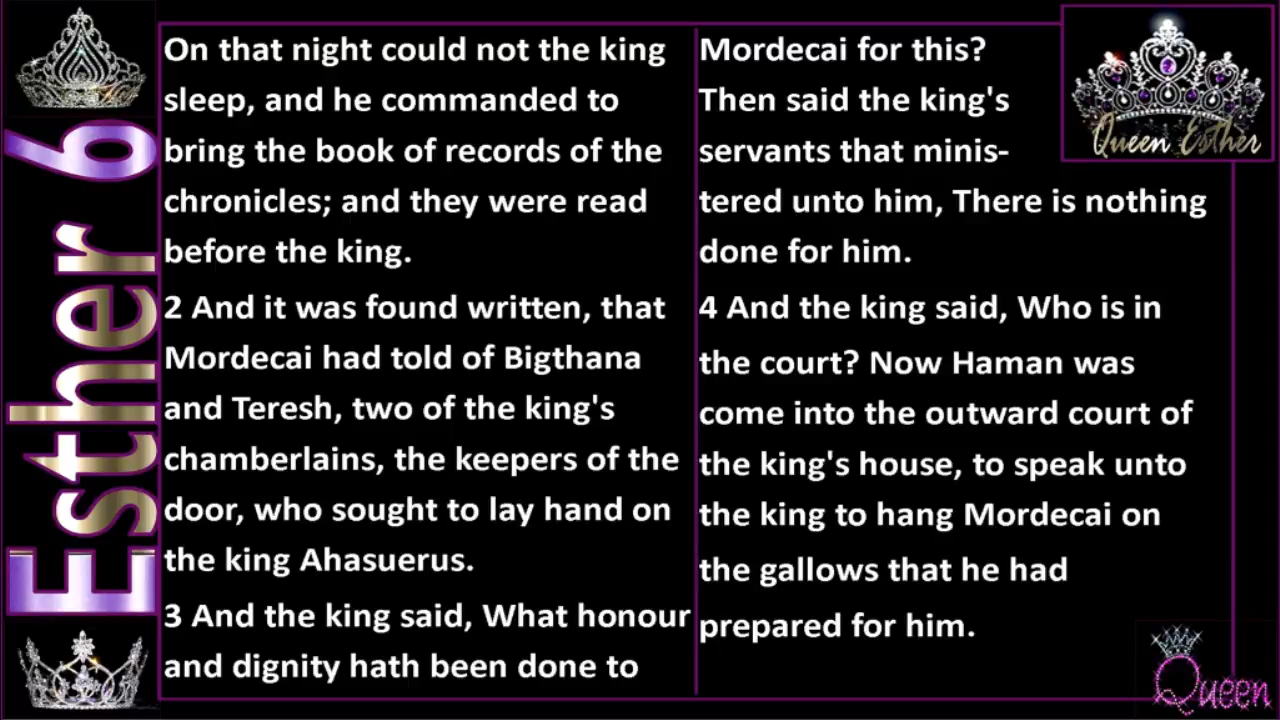 Esther 6
On that night could not the king
sleep, and he commanded to
bring the book of records of the
chronicles; and they were read
before the king.
2 And it was found written, that
Mordecai had told of Bigthana
and Teresh, two of the king's
chamberlains, the keepers of the
door, who sought to lay hand on
the king Ahasuerus.
3 And the king said, What honour
and dignity hath been done to
Mordecai for this?
Then said the king's
servants that minis-
tered unto him, There is nothing
done for him.
4 And the king said, Who is in
the court? Now Haman was
come into the outward court of
the king's house, to speak unto
the king to hang Mordecai on
the gallows that he had
prepared for him.
Queen Esther
Queen